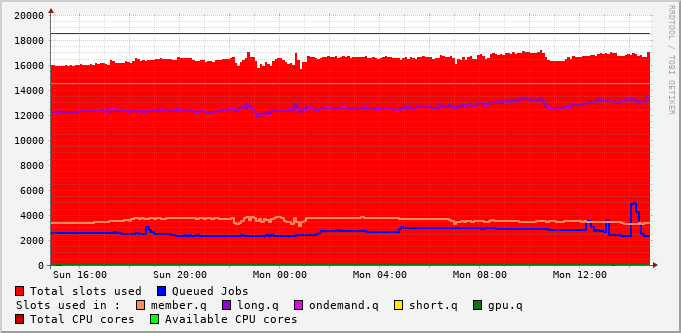 20000
18000
16000
14000
12000
10000
8000
6000
4000
2000
0
Sun 16:00 Sun 20:00 Mon 00:00 Mon 04:00 Mon 08:00 Mon 12:00
RRDTOOL / TOBI OETIKER
Total slots used Queued Jobs
Slots used in : member.q long.q ondemand.q short.q gpu.q
Total CPU cores Available CPU cores